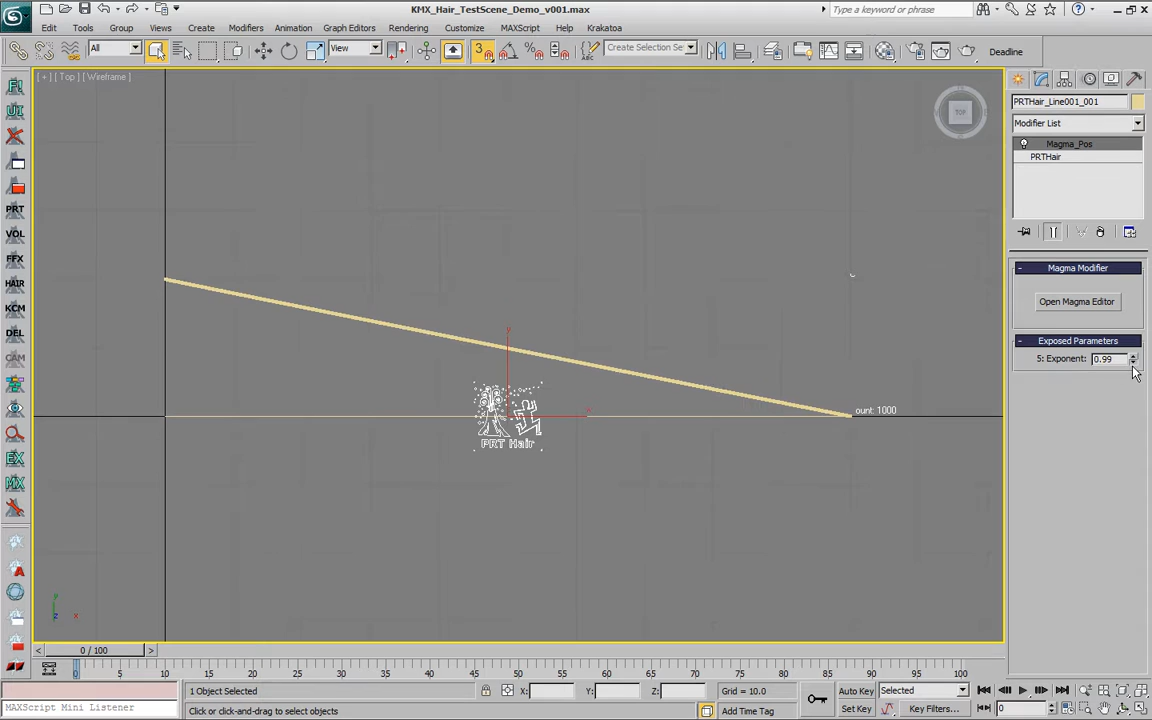 KMX_Hair_TestScene_Demo_v001.max
Type a keyword or phrase
Edit Tools Group Views Create Modifiers Animation Graph Editors Rendering Customize MAXScript Help Krakatoa
All View 3 Create Selection Se Deadline
[ + ] [ Top ] [ Wireframe ]
TOP
PRTHair_Line001_001
Modifier List
Magma_Pos
PRTHair
F!
UI
PRT
VOL
FFX
HAIR
KCM
DEL
CAM
EX
MX
- Magma Modifier
Open Magma Editor
- Exposed Parameters
5: Exponent: 0.99
y
x
ount: 1000
PRT Hair
y
z x
0 / 100
0 5 10 15 20 25 30 35 40 45 50 55 60 65 70 75 80 85 90 95 100
1 Object Selected X: Y: Z: Grid = 10.0 Auto Key Selected
MAXScript Mini Listener Click or click-and-drag to select objects Add Time Tag Set Key Key Filters... 0